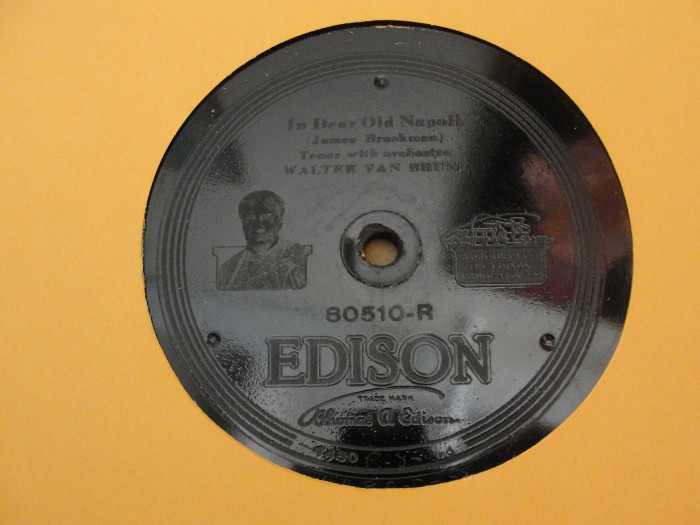 In Dear Old Napoli
(James Brockman)
Tenor with orchestra
WALTER VAN BRUNT
80510-R
EDISON
TRADE MARK
Thomas A Edison